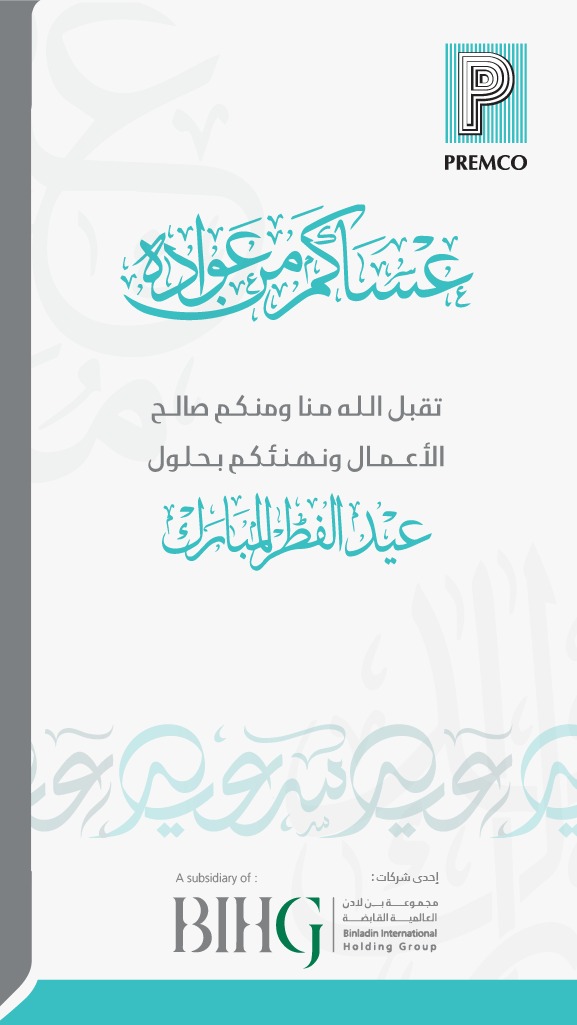 PREMCO
عساكم من عواده
تقبل الله منا ومنكم صالح
الأعمال ونهنئكم بحلول
عيد الفطر المبارك
إحدى شركات :
A subsidiary of :
BIHG
مجموعة بن لادن
العالمية القابضة
Binladin International
Holding Group